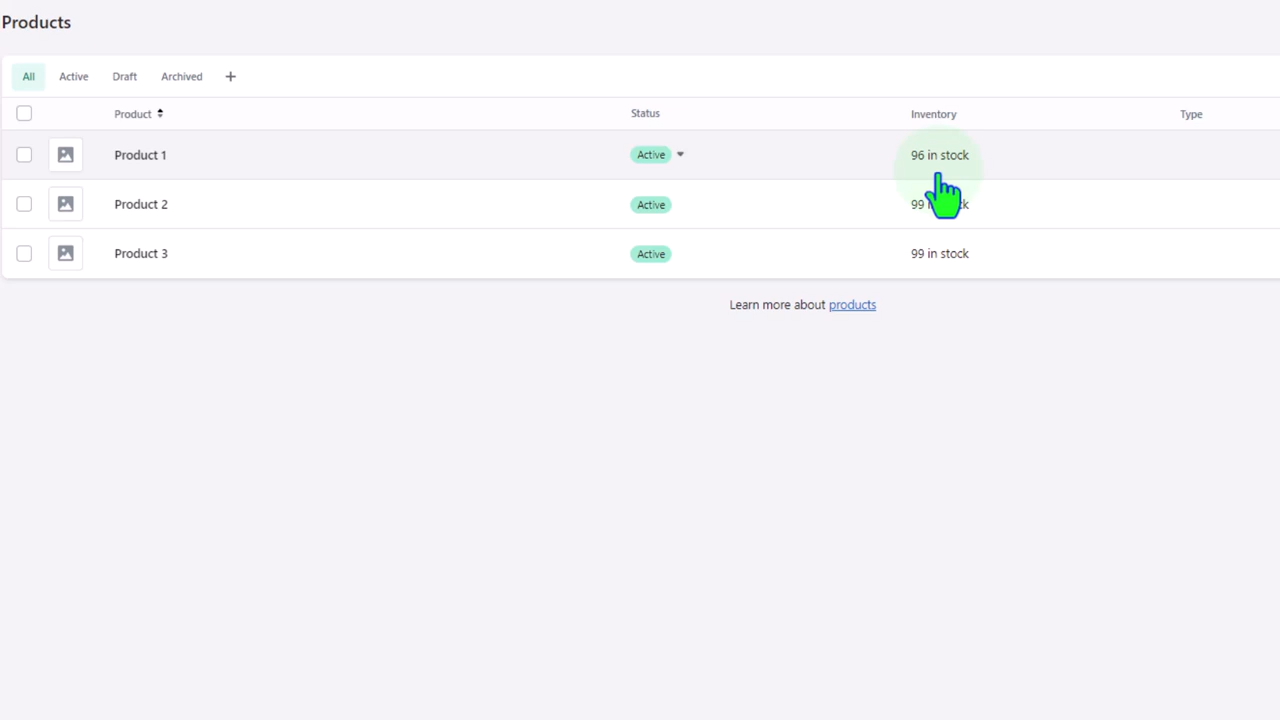 Products
All Active Draft Archived +
Product Status Inventory Type
Product 1 Active 96 in stock
Product 2 Active 99
Product 3 Active 99 in stock
Learn more about products